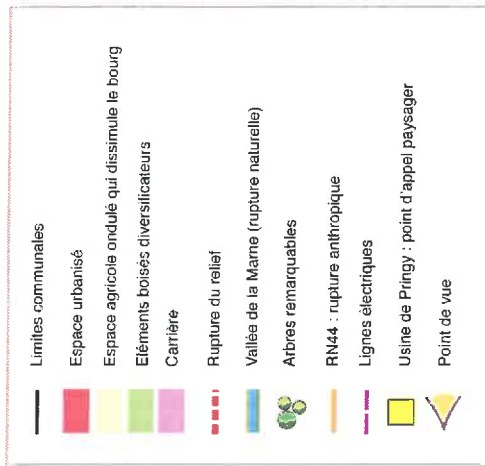 Limites communales
Espace urbanisé
Espace agricole ondulé qui dissimule le bourg
Eléments boisés diversificateurs
Carrière
Rupture du relief
Vallée de la Marne (rupture naturelle)
Arbres remarquables
RN44 : rupture anthropique
Lignes électriques
Usine de Pringy : point d'appel paysager
Point de vue